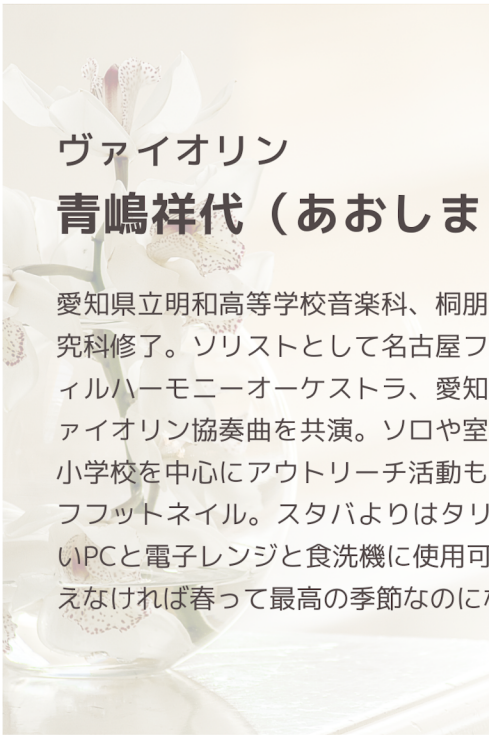 ヴァイオリン
青嶋祥代（あおしま
愛知県立明和高等学校音楽科、桐朋
究科修了。ソリストとして名古屋フ
ィルハーモニーオーケストラ、愛知
ァイオリン協奏曲を共演。ソロや室
小学校を中心にアウトリーチ活動も
フフットネイル。スタバよりはタリ
いPCと電子レンジと食洗機に使用可
えなければ春って最高の季節なのに